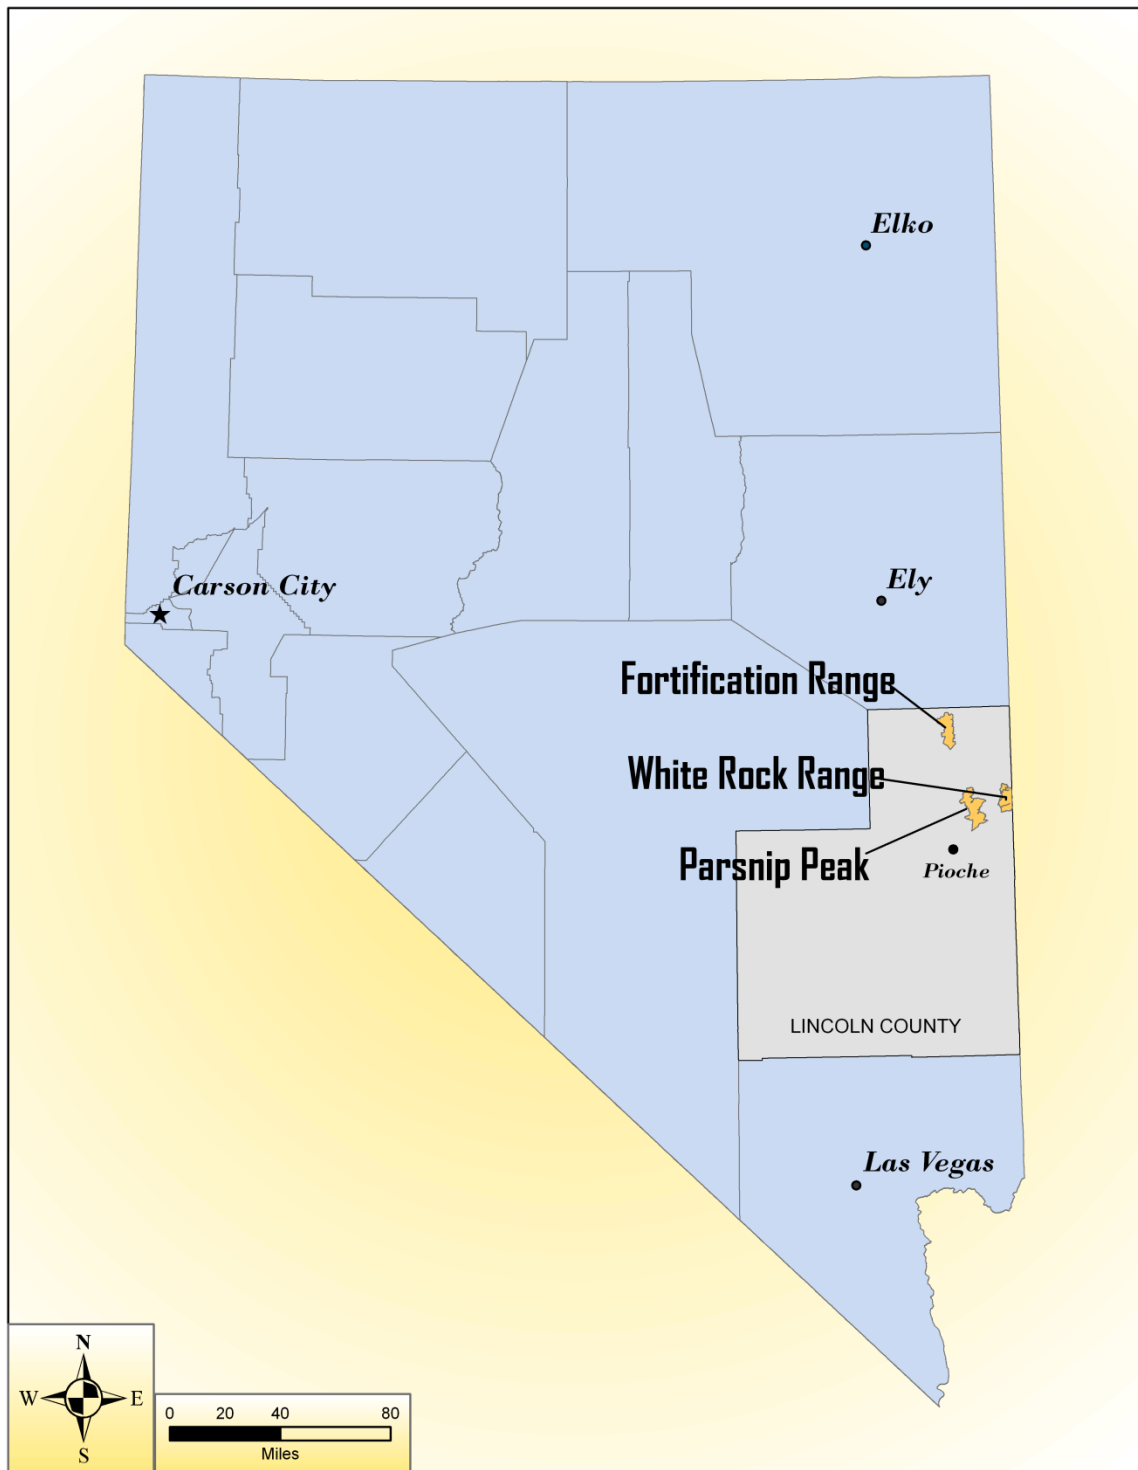 Elko
Carson City
Ely
Fortification Range
White Rock Range
Parsnip Peak
Pioche
LINCOLN COUNTY
Las Vegas
N
W E
S
0 20 40 80
Miles